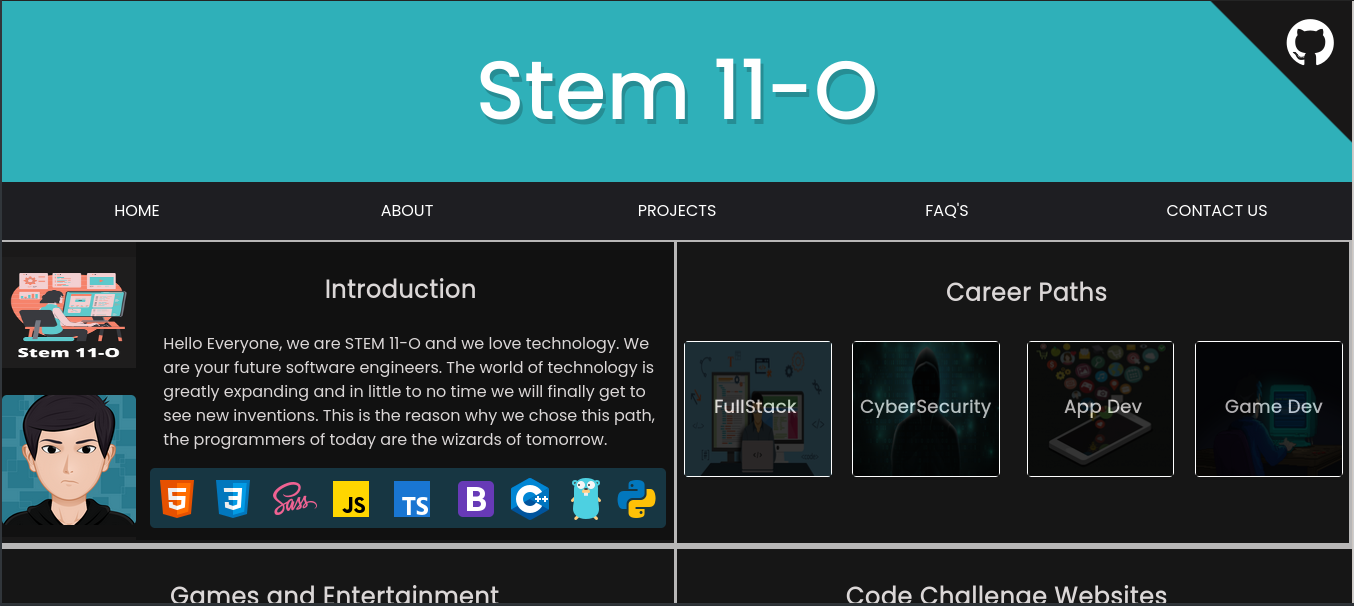 Stem 11-O
HOME
ABOUT
PROJECTS
FAQ'S
CONTACT US
Stem 11-O
Introduction
Hello Everyone, we are STEM 11-O and we love technology. We
are your future software engineers. The world of technology is
greatly expanding and in little to no time we will finally get to
see new inventions. This is the reason why we chose this path,
the programmers of today are the wizards of tomorrow.
5
3
Sass
JS
TS
B
C++
Career Paths
FullStack
CyberSecurity
App Dev
Game Dev
Games and Entertainment
Code Challenge Websites